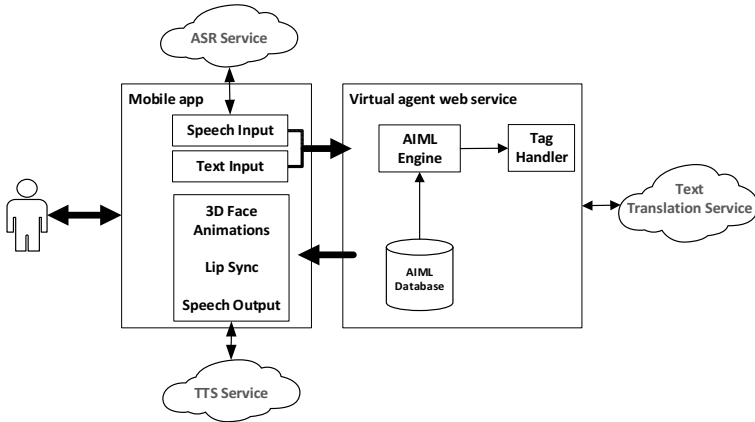 ASR Service
Mobile app
Speech Input
Text Input
3D Face
Animations
Lip Sync
Speech Output
TTS Service
Virtual agent web service
AIML
Engine
Tag
Handler
AIML
Database
Text
Translation Service